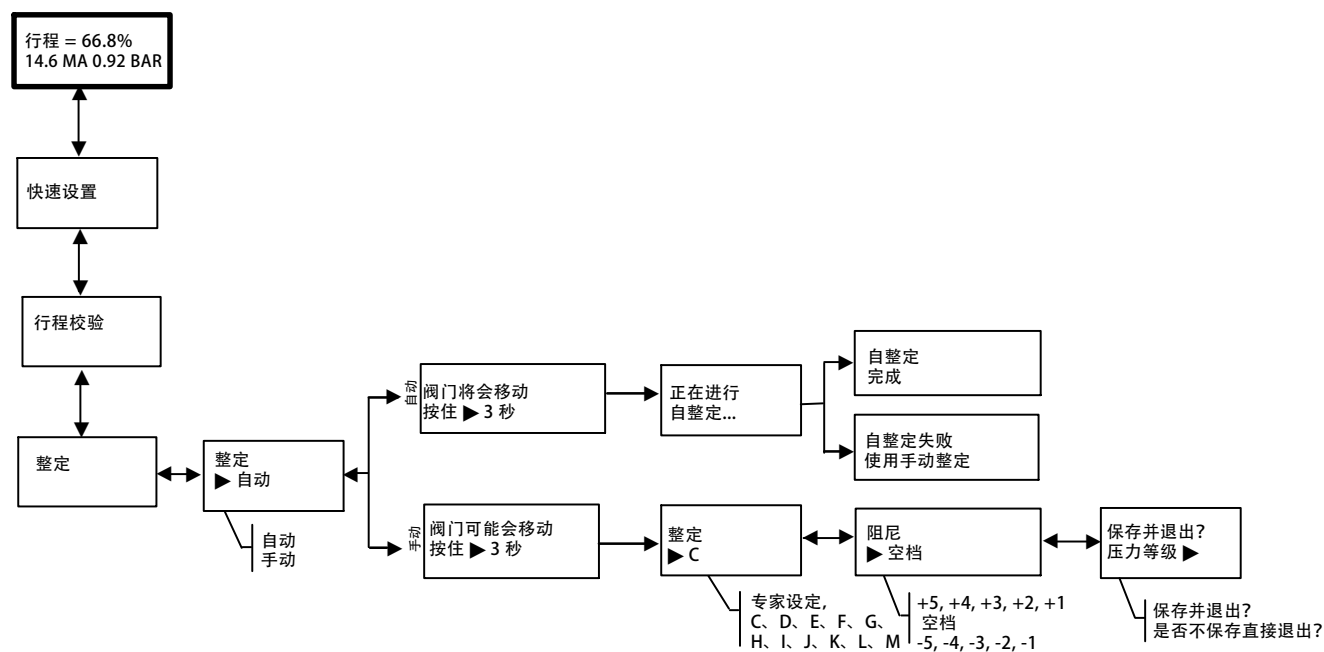 行程 = 66.8%
14.6 MA 0.92 BAR
快速设置
行程校验
整定
整定
▶ 自动
自动
手动
自动
阀门将会移动
按住 ▶ 3 秒
正在进行
自整定...
自整定
完成
自整定失败
使用手动整定
手动
阀门可能会移动
按住 ▶ 3 秒
整定
▶ C
专家设定,
C、D、E、F、G、
H、I、J、K、L、M
阻尼
▶ 空档
+5, +4, +3, +2, +1
空档
-5, -4, -3, -2, -1
保存并退出?
压力等级 ▶
保存并退出?
是否不保存直接退出?